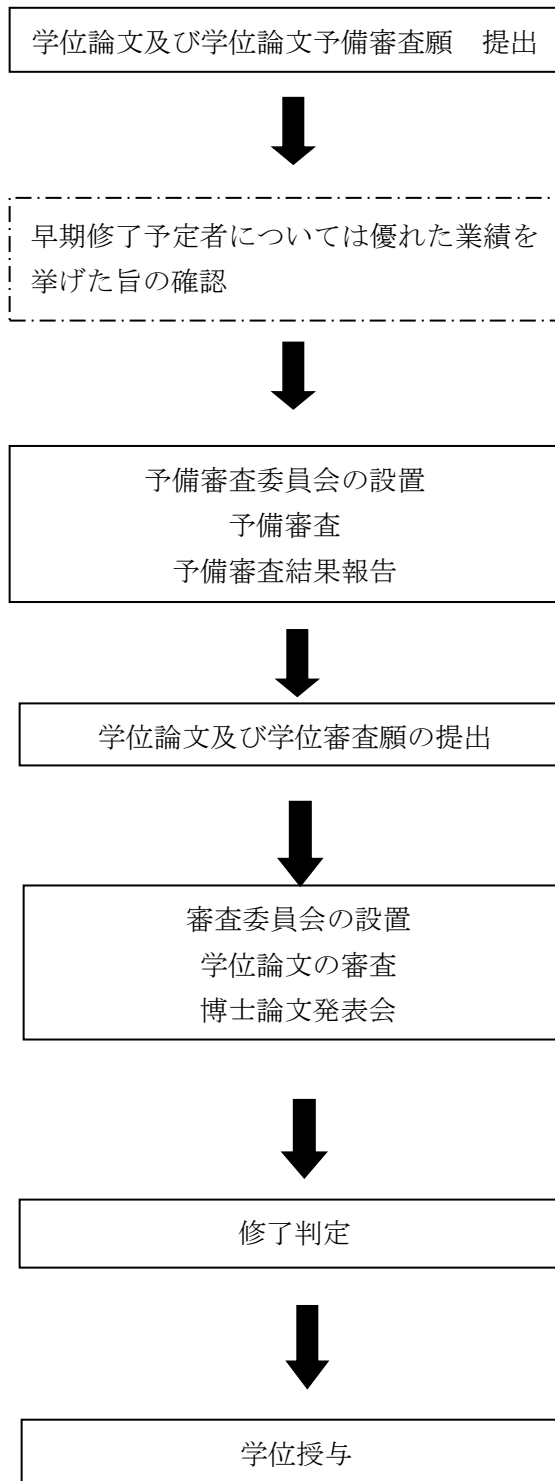 学位論文及び学位論文予備審査願　提出
早期修了予定者については優れた業績を
挙げた旨の確認
予備審査委員会の設置
予備審査
予備審査結果報告
学位論文及び学位審査願の提出
審査委員会の設置
学位論文の審査
博士論文発表会
修了判定
学位授与